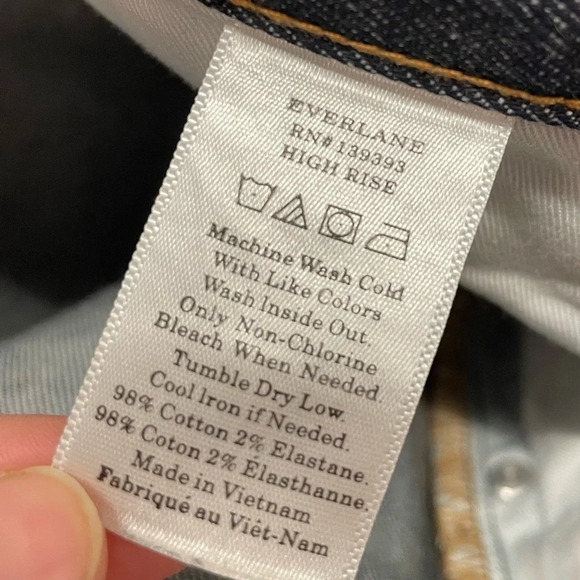 EVERLANE
RN# 139393
HIGH RISE
Machine Wash Cold
With Like Colors
Wash Inside Out.
Only Non-Chlorine
Bleach When Needed.
Tumble Dry Low.
Cool Iron if Needed.
98% Cotton 2% Elastane.
98% Coton 2% Elasthanne.
Made in Vietnam
Fabriqué au Viêt-Nam